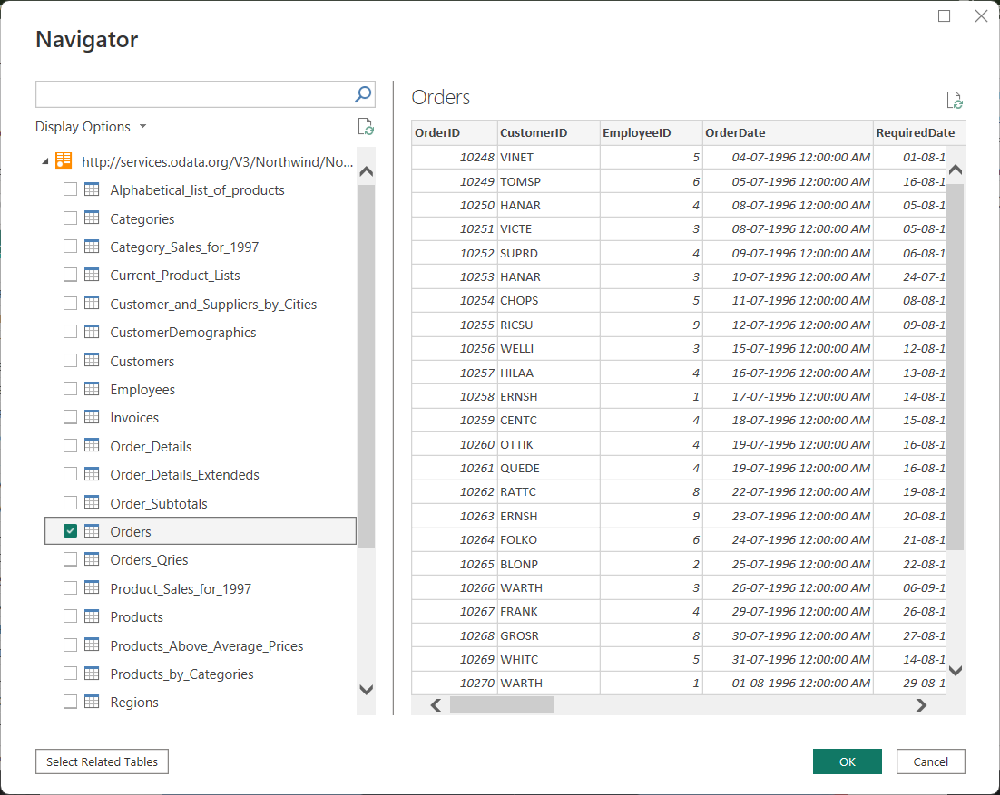 Navigator
Display Options
http://services.odata.org/V3/Northwind/No...
Alphabetical_list_of_products
Categories
Category_Sales_for_1997
Current_Product_Lists
Customer_and_Suppliers_by_Cities
CustomerDemographics
Customers
Employees
Invoices
Order_Details
Order_Details_Extendeds
Order_Subtotals
Orders
Orders_Qries
Product_Sales_for_1997
Products
Products_Above_Average_Prices
Products_by_Categories
Regions
Orders
OrderID CustomerID EmployeeID OrderDate RequiredDate
10248 VINET 5 04-07-1996 12:00:00 AM 01-08-1
10249 TOMSP 6 05-07-1996 12:00:00 AM 16-08-1
10250 HANAR 4 08-07-1996 12:00:00 AM 05-08-1
10251 VICTE 3 08-07-1996 12:00:00 AM 05-08-1
10252 SUPRD 4 09-07-1996 12:00:00 AM 06-08-1
10253 HANAR 3 10-07-1996 12:00:00 AM 24-07-1
10254 CHOPS 5 11-07-1996 12:00:00 AM 08-08-1
10255 RICSU 9 12-07-1996 12:00:00 AM 09-08-1
10256 WELLI 3 15-07-1996 12:00:00 AM 12-08-1
10257 HILAA 4 16-07-1996 12:00:00 AM 13-08-1
10258 ERNSH 1 17-07-1996 12:00:00 AM 14-08-1
10259 CENTC 4 18-07-1996 12:00:00 AM 15-08-1
10260 OTTIK 4 19-07-1996 12:00:00 AM 16-08-1
10261 QUEDE 4 19-07-1996 12:00:00 AM 16-08-1
10262 RATTC 8 22-07-1996 12:00:00 AM 19-08-1
10263 ERNSH 9 23-07-1996 12:00:00 AM 20-08-1
10264 FOLKO 6 24-07-1996 12:00:00 AM 21-08-1
10265 BLONP 2 25-07-1996 12:00:00 AM 22-08-1
10266 WARTH 3 26-07-1996 12:00:00 AM 06-09-1
10267 FRANK 4 29-07-1996 12:00:00 AM 26-08-1
10268 GROSR 8 30-07-1996 12:00:00 AM 27-08-1
10269 WHITC 5 31-07-1996 12:00:00 AM 14-08-1
10270 WARTH 1 01-08-1996 12:00:00 AM 29-08-1
Select Related Tables
OK
Cancel